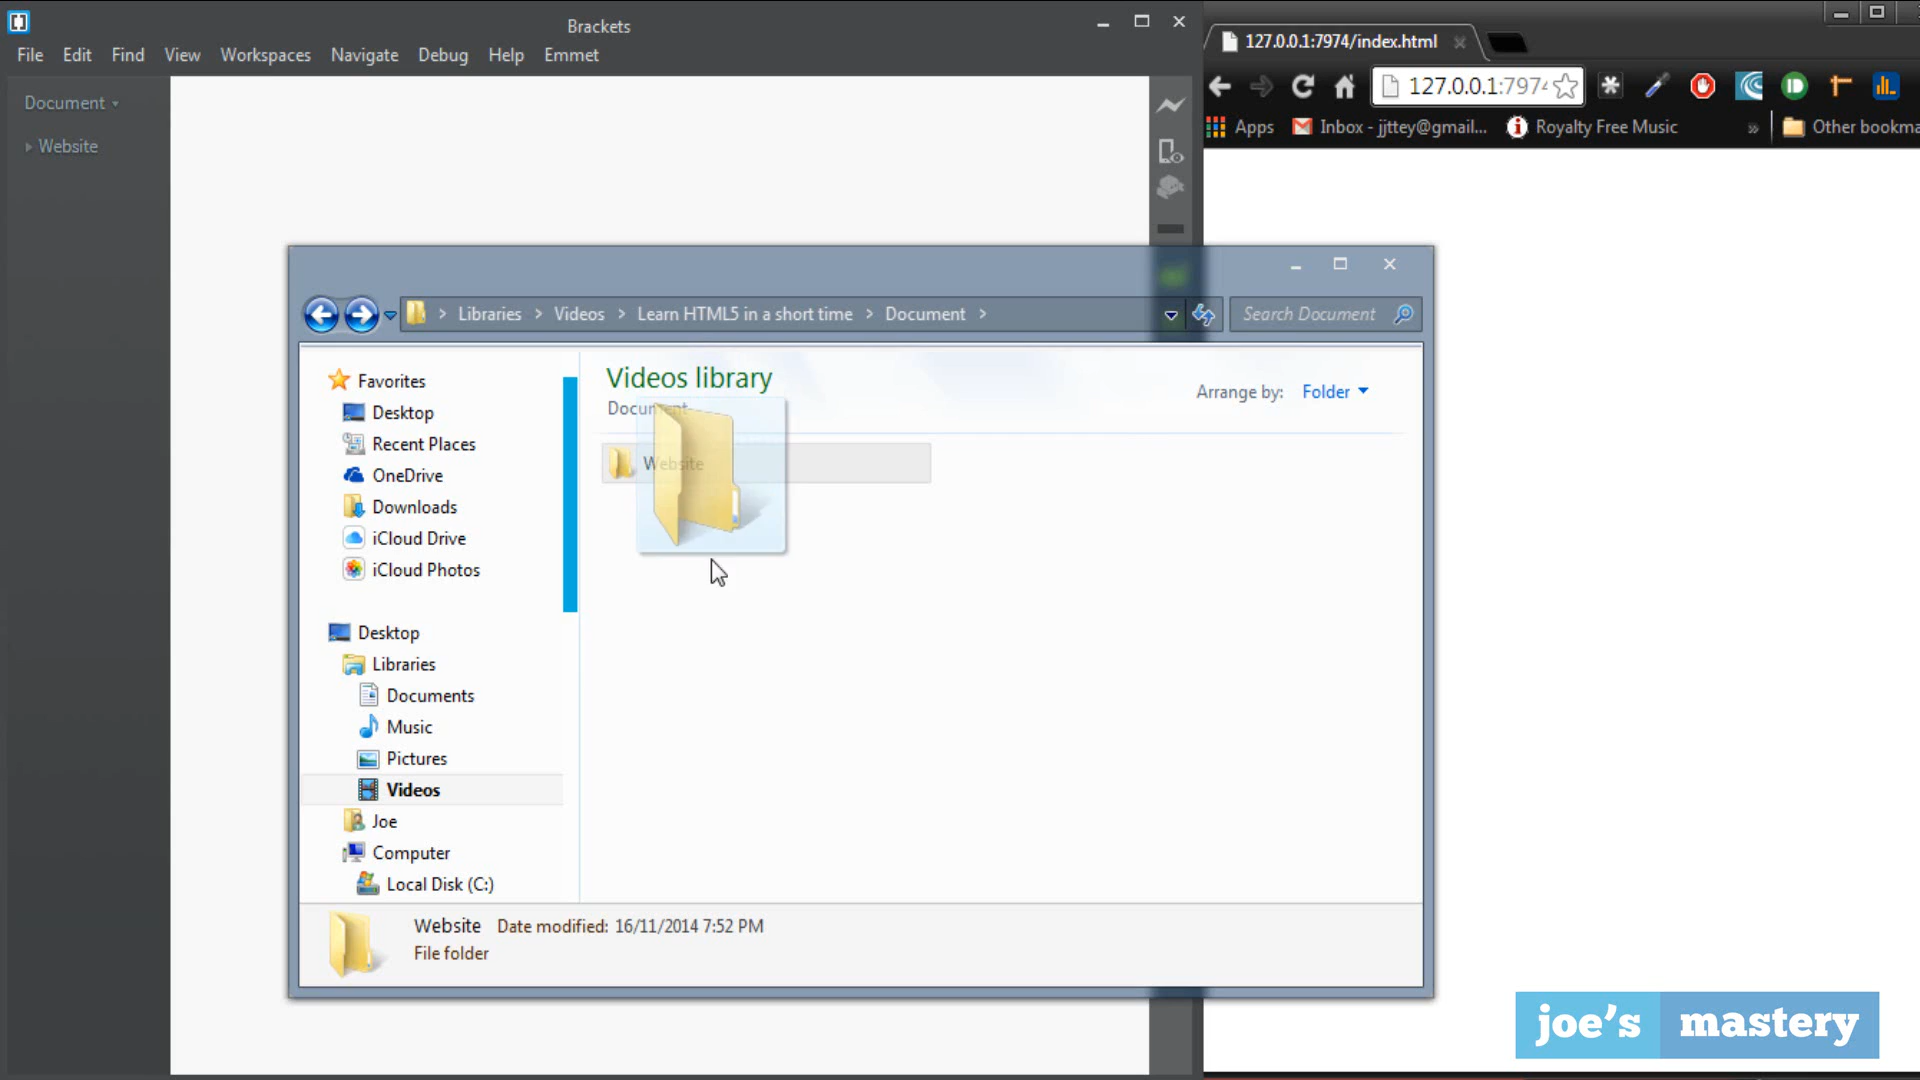 Brackets
File Edit Find View Workspaces Navigate Debug Help Emmet
Document
Website
127.0.0.1:7974/index.html
127.0.0.1:7974
Apps Inbox - jjttey@gmail... Royalty Free Music » Other bookma
Libraries > Videos > Learn HTML5 in a short time > Document >
Search Document
Favorites
Desktop
Recent Places
OneDrive
Downloads
iCloud Drive
iCloud Photos
Desktop
Libraries
Documents
Music
Pictures
Videos
Joe
Computer
Local Disk (C:)
Videos library
Document
Arrange by: Folder
Website
Website Date modified: 16/11/2014 7:52 PM
File folder
joe's mastery